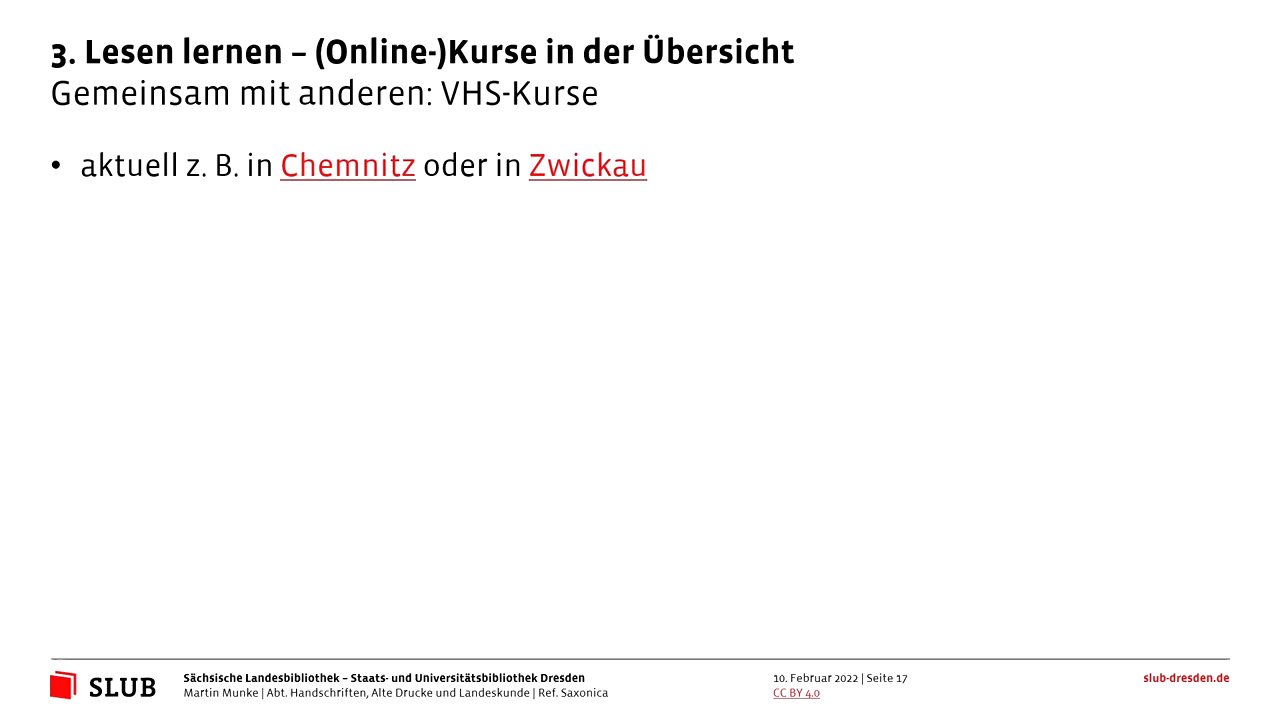 3. Lesen lernen – (Online-)Kurse in der Übersicht
Gemeinsam mit anderen: VHS-Kurse
• aktuell z. B. in Chemnitz oder in Zwickau
SLUB
Sächsische Landesbibliothek – Staats- und Universitätsbibliothek Dresden
Martin Munke | Abt. Handschriften, Alte Drucke und Landeskunde | Ref. Saxonica
10. Februar 2022 | Seite 17
CC BY 4.0
slub-dresden.de